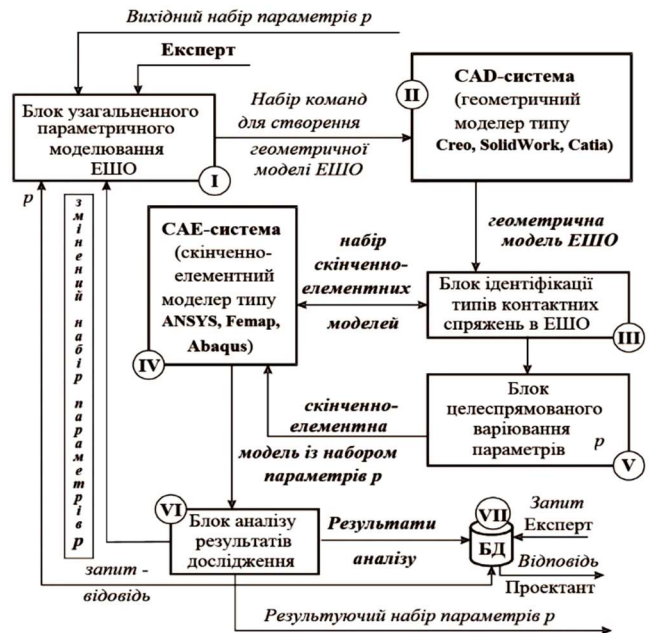 Вихідний набір параметрів p
Експерт
Блок узагальненного
параметричного
моделювання
ЕШО
I
Набір команд
для створення
геометричної
моделі ЕШО
II
CAD-система
(геометричний
моделер типу
Creo, SolidWork, Catia)
p
змінений набір параметрів p
CAE-система
(скінченно-
елементний
моделер типу
ANSYS, Femap,
Abaqus)
IV
набір
скінченно-
елементних
моделей
геометрична
модель ЕШО
Блок ідентифікації
типів контактних
спряжень в ЕШО
III
скінченно-
елементна
модель із набором
параметрів p
Блок
целеспрямованого
варіювання
параметрів
p
V
VI
Блок аналізу
результатів
дослідження
Результати
аналізу
VII
БД
Запит
Експерт
Відповідь
Проектант
запит -
відовідь
Результуючий набір параметрів p